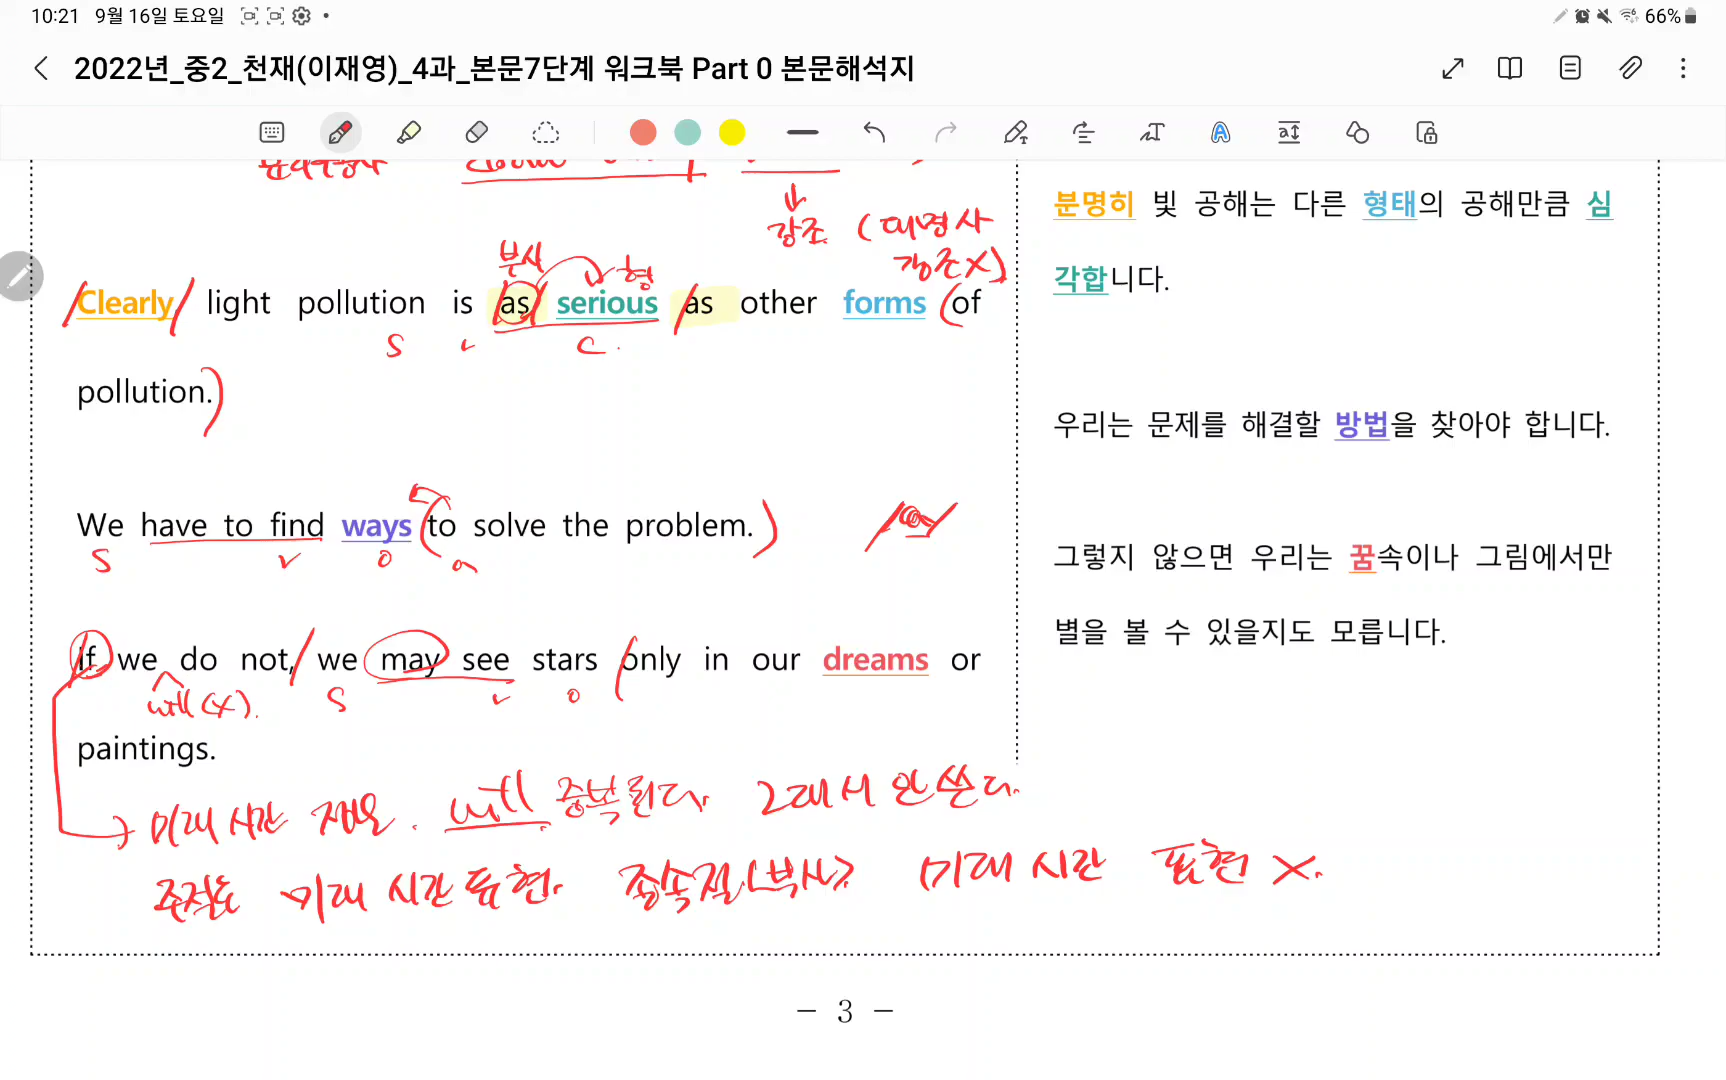 10:21 9월 16일 토요일 66%
2022년_중2_천재(이재영)_4과_본문7단계 워크북 Part 0 본문해석지
강조 (대명사
강조X)
부사 형
Clearly light pollution is as serious as other forms of
S v C.
pollution.
We have to find ways to solve the problem.
S v o
If we do not, we may see stars only in our dreams or
will (x). S v o
paintings.
→ 미래 시간 will 중복된다. 그래서 안 쓴다.
주절는 미래 시간 표현. 종속절(부사) 미래 시간 표현 X.
분명히 빛 공해는 다른 형태의 공해만큼 심
각합니다.
우리는 문제를 해결할 방법을 찾아야 합니다.
그렇지 않으면 우리는 꿈속이나 그림에서만
별을 볼 수 있을지도 모릅니다.
- 3 -